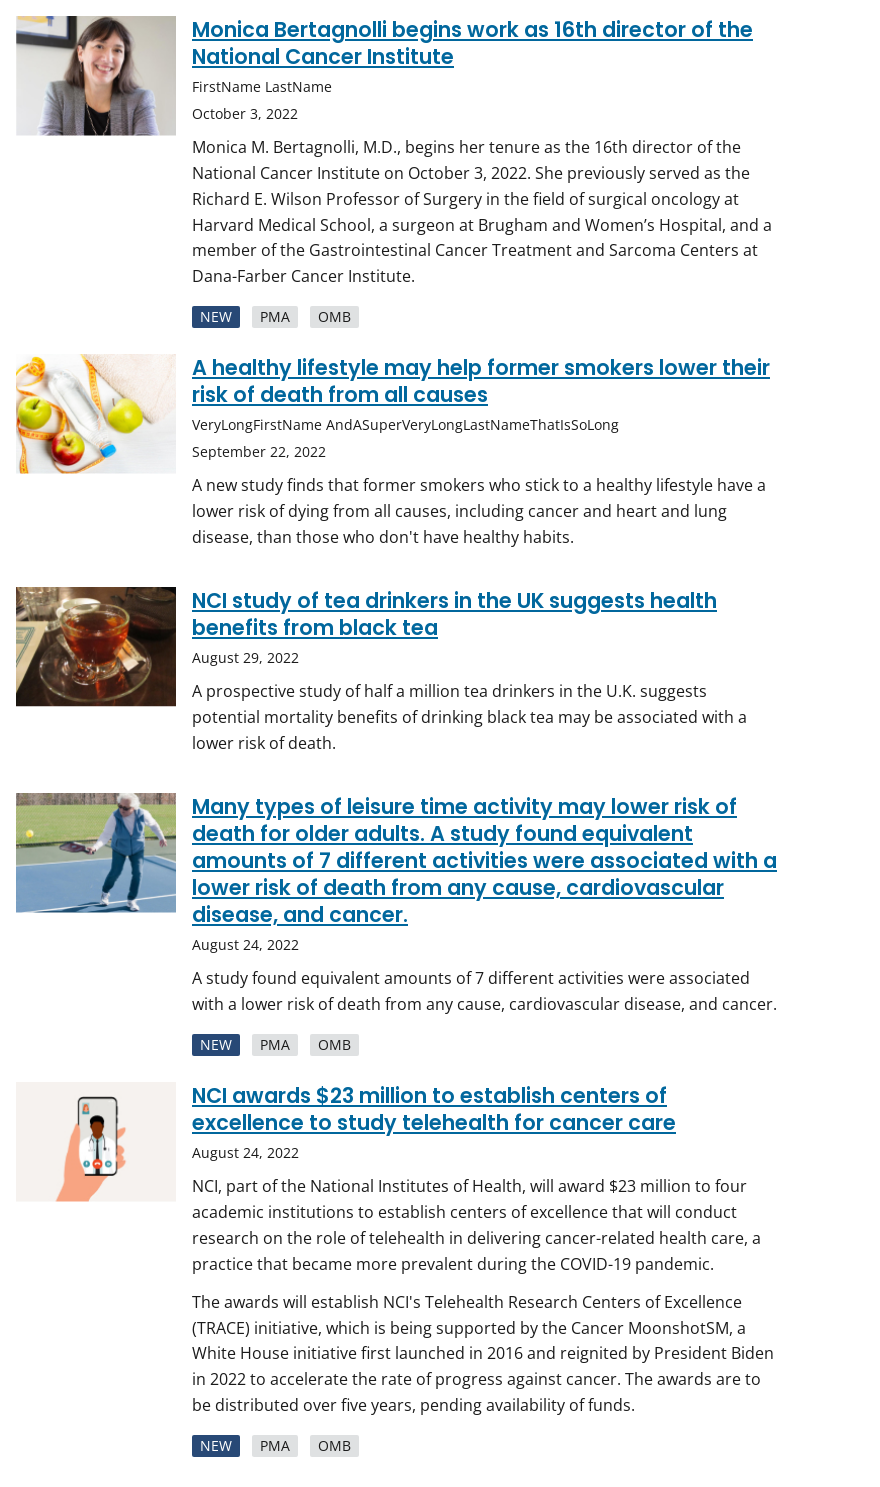 Monica Bertagnolli begins work as 16th director of the
National Cancer Institute
FirstName LastName
October 3, 2022
Monica M. Bertagnolli, M.D., begins her tenure as the 16th director of the
National Cancer Institute on October 3, 2022. She previously served as the
Richard E. Wilson Professor of Surgery in the field of surgical oncology at
Harvard Medical School, a surgeon at Brugham and Women’s Hospital, and a
member of the Gastrointestinal Cancer Treatment and Sarcoma Centers at
Dana-Farber Cancer Institute.
NEW PMA OMB
A healthy lifestyle may help former smokers lower their
risk of death from all causes
VeryLongFirstName AndASuperVeryLongLastNameThatIsSoLong
September 22, 2022
A new study finds that former smokers who stick to a healthy lifestyle have a
lower risk of dying from all causes, including cancer and heart and lung
disease, than those who don't have healthy habits.
NCI study of tea drinkers in the UK suggests health
benefits from black tea
August 29, 2022
A prospective study of half a million tea drinkers in the U.K. suggests
potential mortality benefits of drinking black tea may be associated with a
lower risk of death.
Many types of leisure time activity may lower risk of
death for older adults. A study found equivalent
amounts of 7 different activities were associated with a
lower risk of death from any cause, cardiovascular
disease, and cancer.
August 24, 2022
A study found equivalent amounts of 7 different activities were associated
with a lower risk of death from any cause, cardiovascular disease, and cancer.
NEW PMA OMB
NCI awards $23 million to establish centers of
excellence to study telehealth for cancer care
August 24, 2022
NCI, part of the National Institutes of Health, will award $23 million to four
academic institutions to establish centers of excellence that will conduct
research on the role of telehealth in delivering cancer-related health care, a
practice that became more prevalent during the COVID-19 pandemic.
The awards will establish NCI's Telehealth Research Centers of Excellence
(TRACE) initiative, which is being supported by the Cancer MoonshotSM, a
White House initiative first launched in 2016 and reignited by President Biden
in 2022 to accelerate the rate of progress against cancer. The awards are to
be distributed over five years, pending availability of funds.
NEW PMA OMB